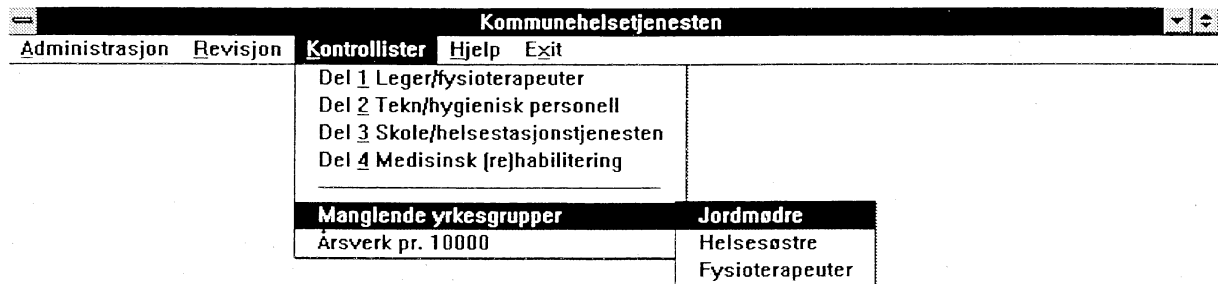 Kommunehelsetjenesten
Administrasjon Revisjon Kontrollister Hjelp Exit
Del 1 Leger/fysioterapeuter
Del 2 Tekn/hygienisk personell
Del 3 Skole/helsestasjonstjenesten
Del 4 Medisinsk (re)habilitering
Manglende yrkesgrupper Jordmødre
Årsverk pr. 10000 Helsesøstre
Fysioterapeuter